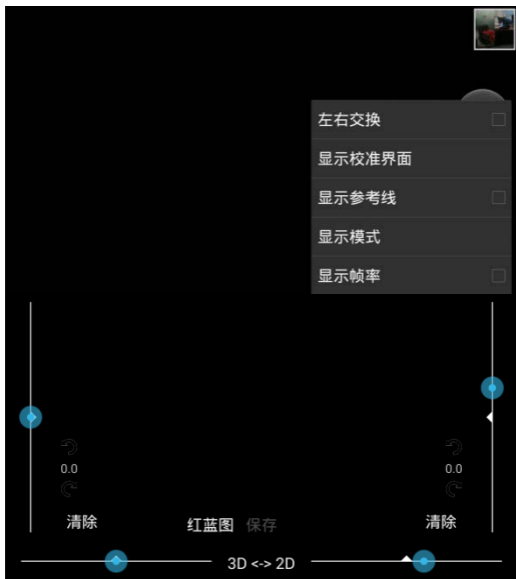 左右交换
显示校准界面
显示参考线
显示模式
显示帧率
0.0
0.0
清除
红蓝图 保存
清除
3D <-> 2D